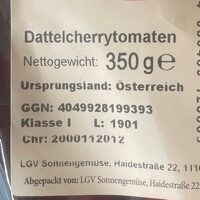 Dattelcherrytomaten
Nettogewicht: 350 g ℮
Ursprungsland: Österreich
GGN: 4049928199393
Klasse I L: 1901
Chr: 2000112012
LGV Sonnengemüse, Haidestraße 22, 1110
Abgepackt von: LGV Sonnengemüse, Haidestraße 22,